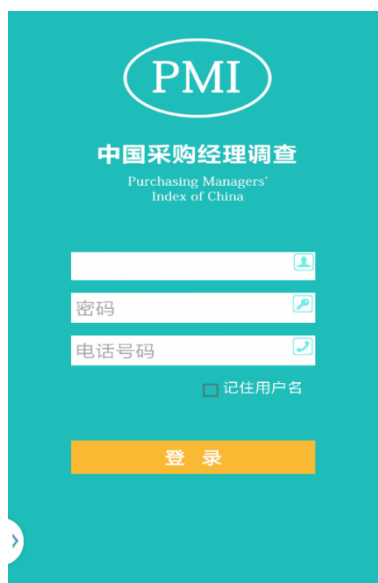 PMI
中国采购经理调查
Purchasing Managers'
Index of China
密码
电话号码
记住用户名
登 录